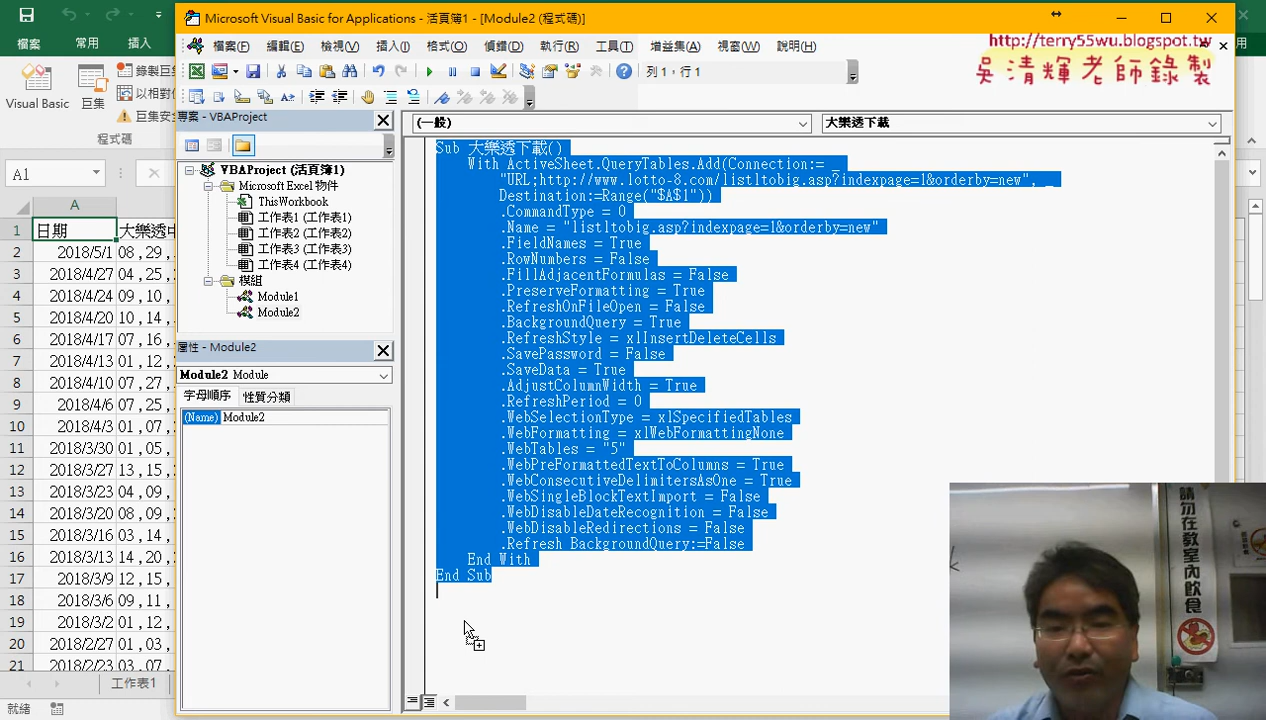 Microsoft Visual Basic for Applications - 活頁簿1 - [Module2 (程式碼)]
檔案 常用 插入
檔案(F) 編輯(E) 檢視(V) 插入(I) 格式(O) 偵錯(D) 執行(R) 工具(T) 增益集(A) 視窗(W) 說明(H)
http://terry55wu.blogspot.tw
吳清輝老師錄製
列 1，行 1
Visual Basic 巨集
錄製巨集
以相對位
巨集安全
程式碼
專案 - VBAProject
(一般) 大樂透下載
VBAProject (活頁簿1)
Microsoft Excel 物件
ThisWorkbook
工作表1 (工作表1)
工作表2 (工作表2)
工作表3 (工作表3)
工作表4 (工作表4)
模組
Module1
Module2
屬性 - Module2
Module2 Module
字母順序 性質分類
(Name) Module2
Sub 大樂透下載()
With ActiveSheet.QueryTables.Add(Connection:= _
"URL;http://www.lotto-8.com/listltobig.asp?indexpage=1&orderby=new", _
Destination:=Range("$A$1"))
.CommandType = 0
.Name = "listltobig.asp?indexpage=1&orderby=new"
.FieldNames = True
.RowNumbers = False
.FillAdjacentFormulas = False
.PreserveFormatting = True
.RefreshOnFileOpen = False
.BackgroundQuery = True
.RefreshStyle = xlInsertDeleteCells
.SavePassword = False
.SaveData = True
.AdjustColumnWidth = True
.RefreshPeriod = 0
.WebSelectionType = xlSpecifiedTables
.WebFormatting = xlWebFormattingNone
.WebTables = "5"
.WebPreFormattedTextToColumns = True
.WebConsecutiveDelimitersAsOne = True
.WebSingleBlockTextImport = False
.WebDisableDateRecognition = False
.WebDisableRedirections = False
.Refresh BackgroundQuery:=False
End With
End Sub
A1
A
1 日期 大樂透中
2 2018/5/1 08 , 29 ,
3 2018/4/27 04 , 25 ,
4 2018/4/24 09 , 10 ,
5 2018/4/20 10 , 14 ,
6 2018/4/17 07 , 16 ,
7 2018/4/13 01 , 12 ,
8 2018/4/10 07 , 27 ,
9 2018/4/6 07 , 25 ,
10 2018/4/3 01 , 07 ,
11 2018/3/30 01 , 05 ,
12 2018/3/27 13 , 15 ,
13 2018/3/23 04 , 09 ,
14 2018/3/20 08 , 09 ,
15 2018/3/16 03 , 14 ,
16 2018/3/13 14 , 20 ,
17 2018/3/9 12 , 15 ,
18 2018/3/6 09 , 11 ,
19 2018/3/2 01 , 12 ,
20 2018/2/27 01 , 03 ,
21 2018/2/23 03 , 07 ,
工作表1
就緒
請勿在教室內飲食